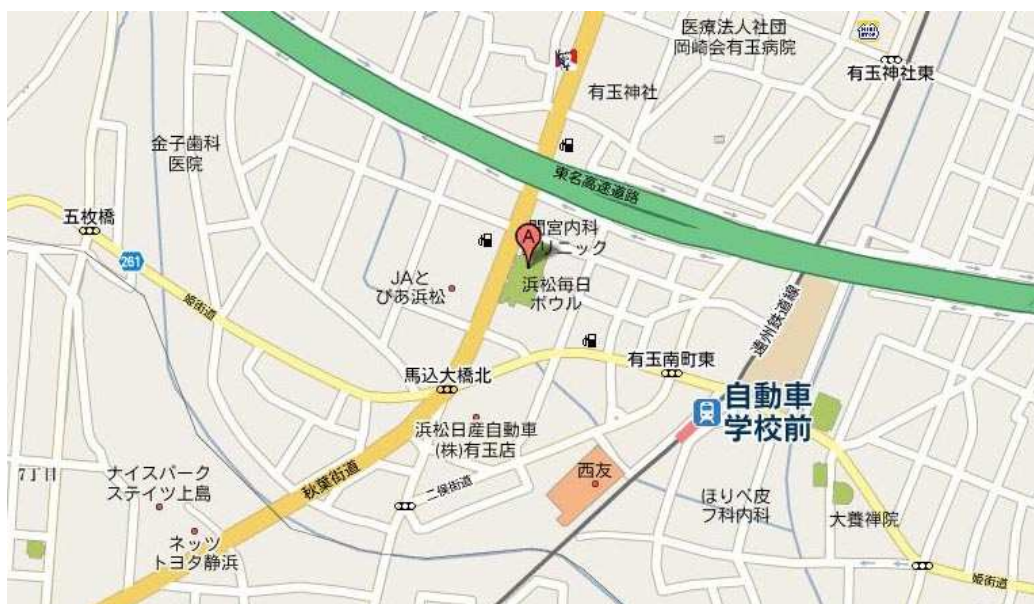 医療法人社団
岡崎会有玉病院
有玉神社東
有玉神社
金子歯科
医院
東名高速道路
五枚橋
261
A
間宮内科
クリニック
JAと
ぴあ浜松
浜松毎日
ボウル
姫街道
遠州鉄道線
有玉南町東
馬込大橋北
自動車
学校前
浜松日産自動車
(株)有玉店
秋葉街道
二俣街道
西友
7丁目
ナイスパーク
ステイツ上島
ほりべ皮
フ科内科
大養禅院
ネッツ
トヨタ静浜
姫街道